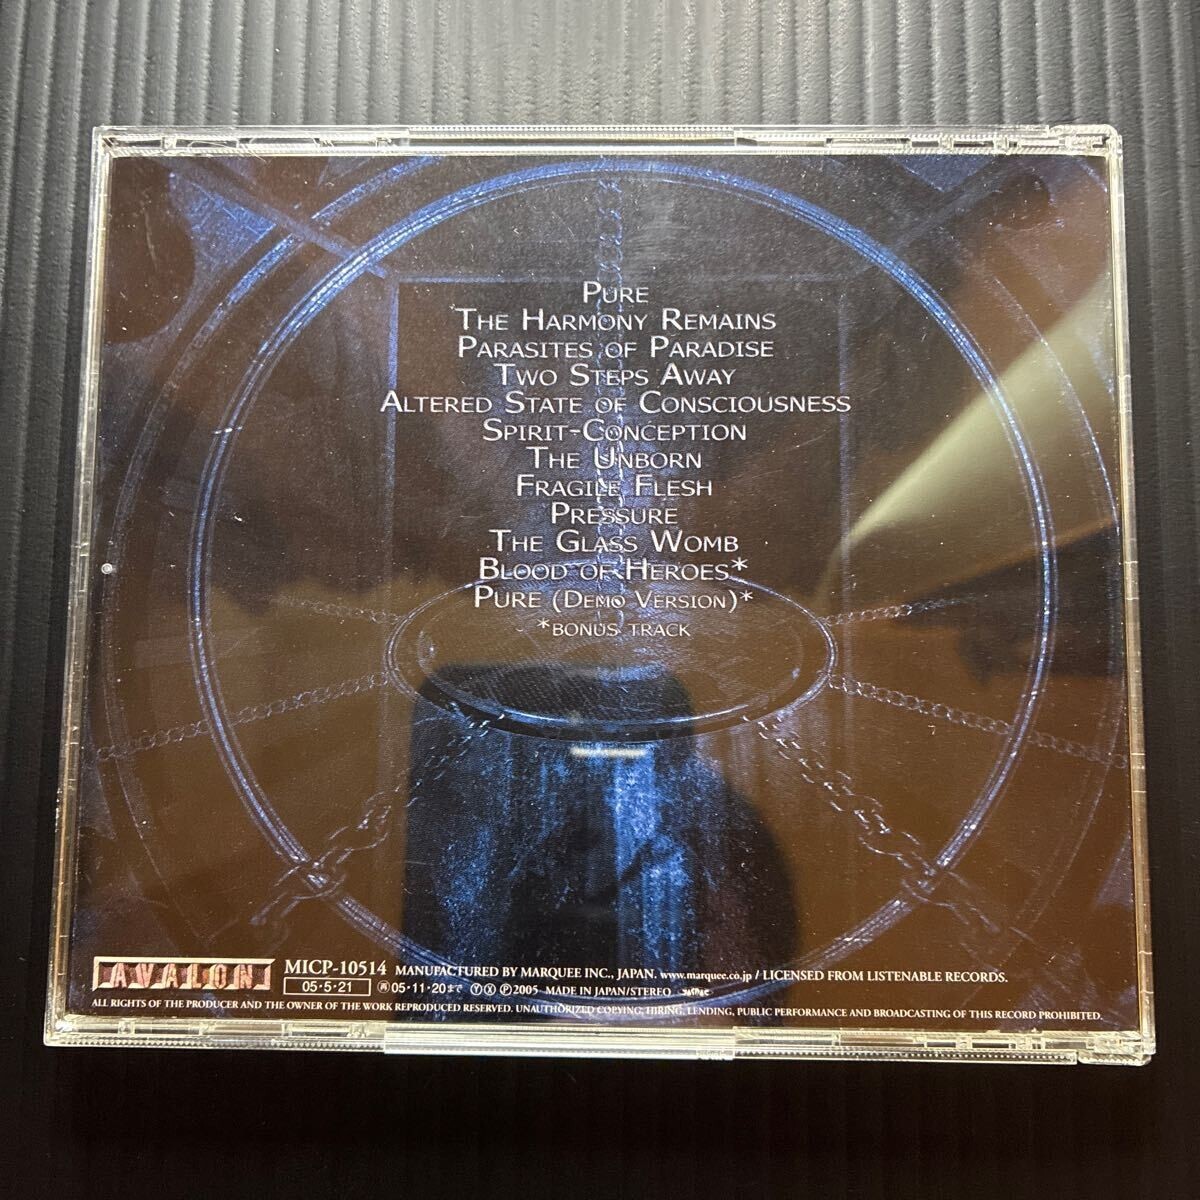 PURE
THE HARMONY REMAINS
PARASITES OF PARADISE
TWO STEPS AWAY
ALTERED STATE OF CONSCIOUSNESS
SPIRIT-CONCEPTION
THE UNBORN
FRAGILE FLESH
PRESSURE
THE GLASS WOMB
BLOOD OF HEROES*
PURE (DEMO VERSION)*
*BONUS TRACK
AVALON MICP-10514 MANUFACTURED BY MARQUEE INC., JAPAN. www.marquee.co.jp / LICENSED FROM LISTENABLE RECORDS.
05·5·21 ㊞05·11·20まで Ⓨ Ⓧ Ⓟ 2005 MADE IN JAPAN/STEREO
ALL RIGHTS OF THE PRODUCER AND THE OWNER OF THE WORK REPRODUCED RESERVED. UNAUTHORIZED COPYING, HIRING, LENDING, PUBLIC PERFORMANCE AND BROADCASTING OF THIS RECORD PROHIBITED.